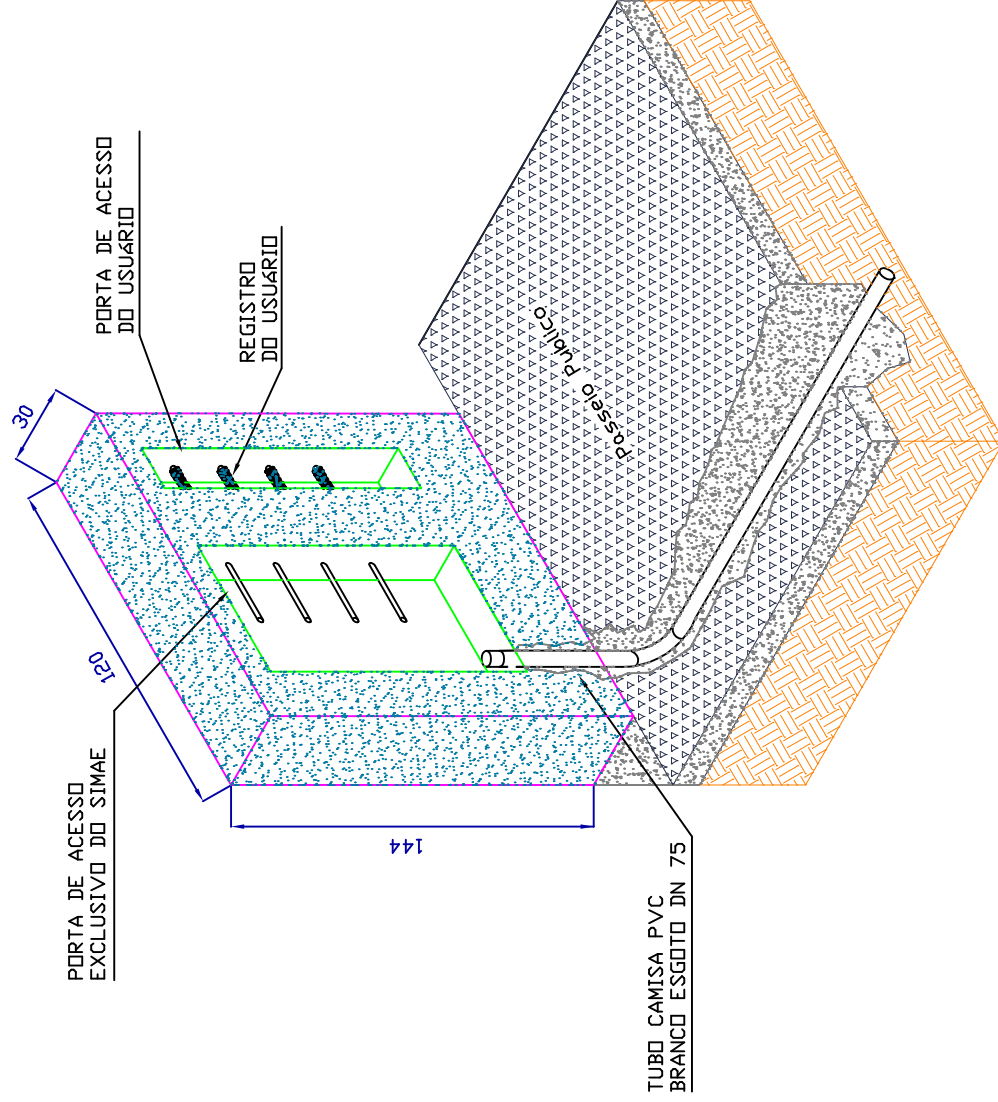 PORTA DE ACESSO
DO USUÁRIO
REGISTRO
DO USUÁRIO
30
120
PORTA DE ACESSO
EXCLUSIVO DO SIMAE
144
Passeio Publico
TUBO CAMISA PVC
BRANCO ESGOTO DN 75